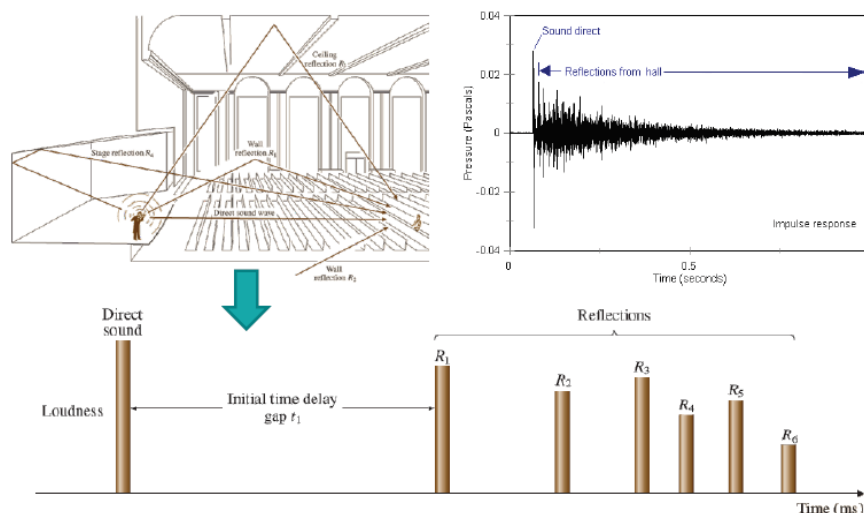 Ceiling
reflection R₃
Stage reflection R₄
Wall
reflection R₁
Direct sound wave
Wall
reflection R₂
0.04
0.02
0
-0.02
-0.04
Pressure (Pascals)
Sound direct
Reflections from hall
Impulse response
0
0.5
Time (seconds)
Direct
sound
Loudness
Initial time delay
gap t₁
Reflections
R₁
R₂
R₃
R₄
R₅
R₆
Time (ms)